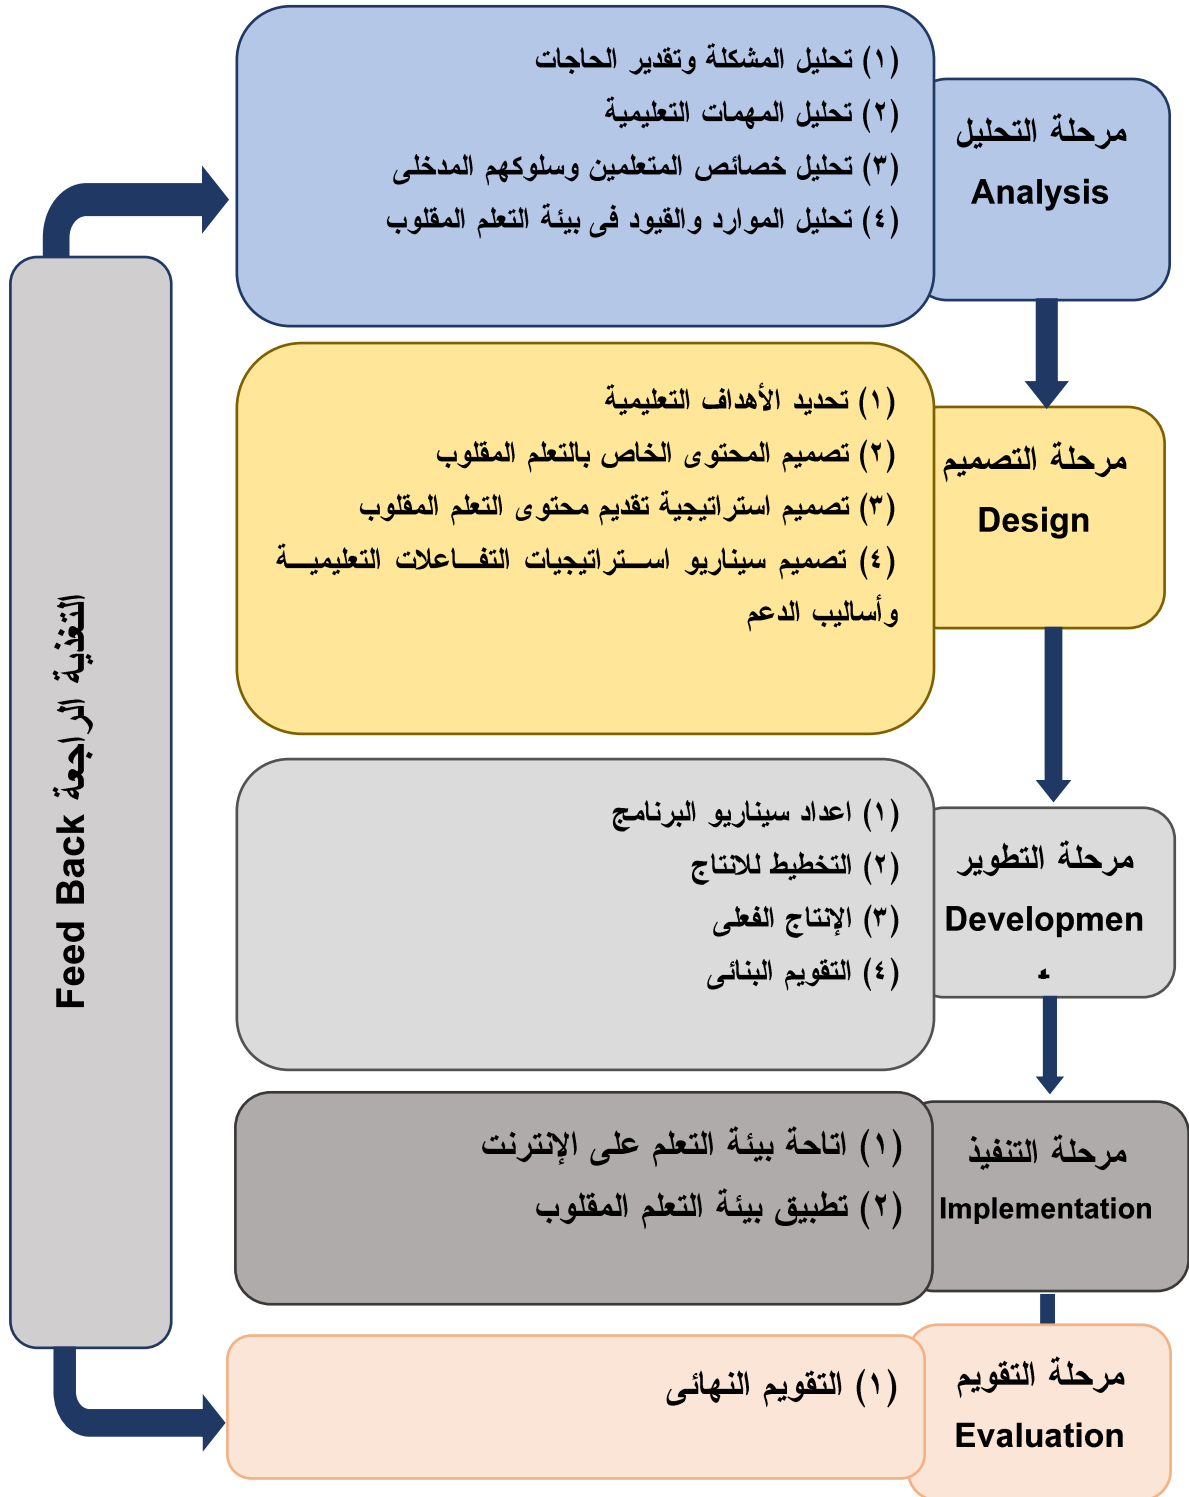 مرحلة التحليل
Analysis
(١) تحليل المشكلة وتقدير الحاجات
(٢) تحليل المهمات التعليمية
(٣) تحليل خصائص المتعلمين وسلوكهم المدخلى
(٤) تحليل الموارد والقيود فى بيئة التعلم المقلوب
مرحلة التصميم
Design
(١) تحديد الأهداف التعليمية
(٢) تصميم المحتوى الخاص بالتعلم المقلوب
(٣) تصميم استراتيجية تقديم محتوى التعلم المقلوب
(٤) تصميم سيناريو اســتراتيجيات التفــاعلات التعليميــة
وأساليب الدعم
مرحلة التطوير
Developmen
(١) اعداد سيناريو البرنامج
(٢) التخطيط للانتاج
(٣) الإنتاج الفعلى
(٤) التقويم البنائى
مرحلة التنفيذ
Implementation
(١) اتاحة بيئة التعلم على الإنترنت
(٢) تطبيق بيئة التعلم المقلوب
مرحلة التقويم
Evaluation
(١) التقويم النهائى
التغذية الراجعة Feed Back